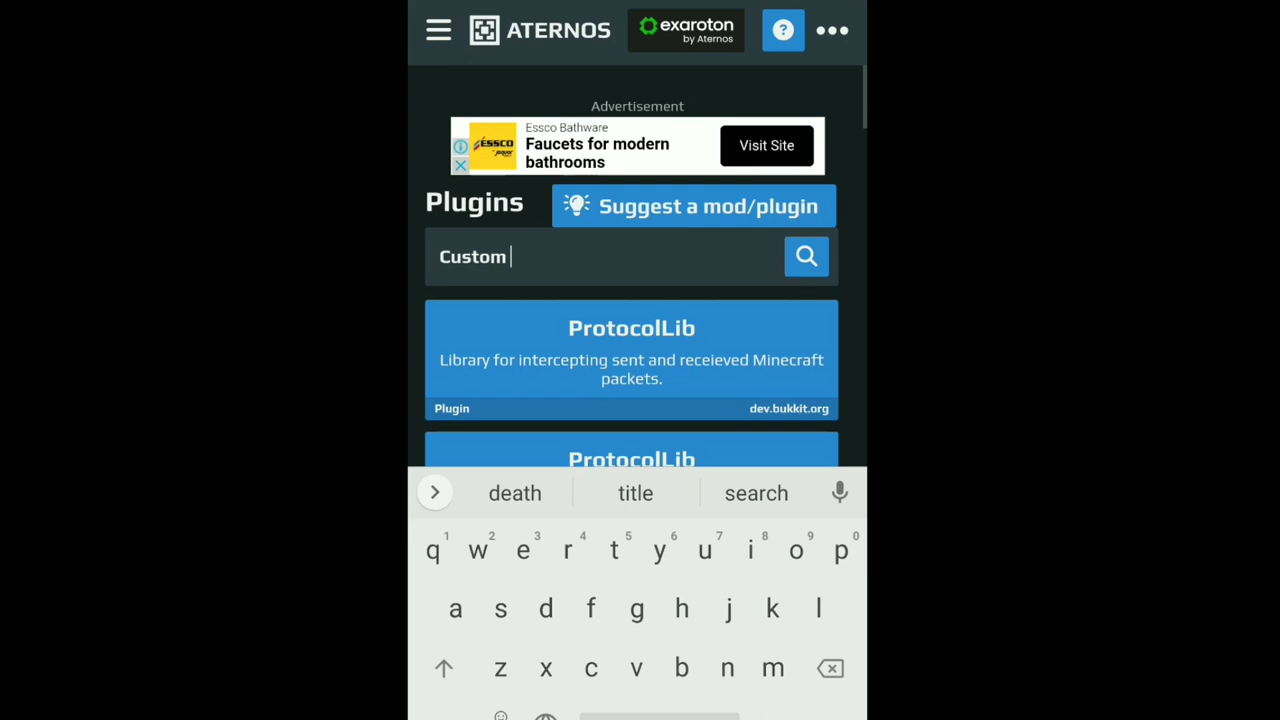 ATERNOS
exaroton
by Aternos
?
Advertisement
ESSCO
Essco Bathware
Faucets for modern
bathrooms
Visit Site
Plugins
Suggest a mod/plugin
Custom
ProtocolLib
Library for intercepting sent and receieved Minecraft
packets.
Plugin
dev.bukkit.org
ProtocolLib
death
title
search
1 2 3 4 5 6 7 8 9 0
q w e r t y u i o p
a s d f g h j k l
z x c v b n m